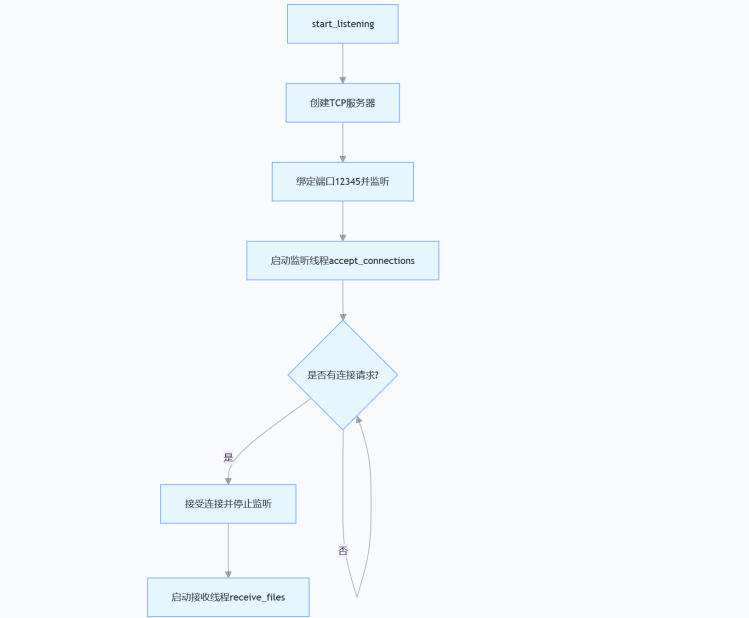 start_listening
创建TCP服务器
绑定端口12345并监听
启动监听线程accept_connections
是否有连接请求?
是
接受连接并停止监听
否
启动接收线程receive_files